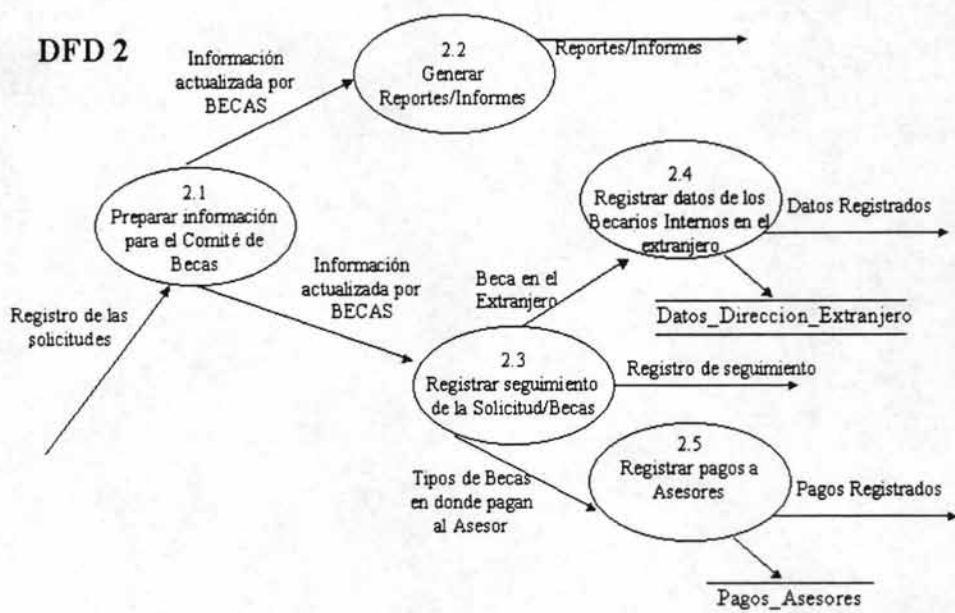 DFD 2
Información
actualizada por
BECAS
2.2
Generar
Reportes/Informes
Reportes/Informes
2.1
Preparar información
para el Comité de
Becas
2.4
Registrar datos de los
Becarios Internos en el
extranjero
Datos Registrados
Información
actualizada por
BECAS
Beca en el
Extranjero
Datos_Direccion_Extranjero
Registro de las
solicitudes
2.3
Registrar seguimiento
de la Solicitud/Becas
Registro de seguimiento
2.5
Registrar pagos a
Asesores
Tipos de Becas
en donde pagan
al Asesor
Pagos Registrados
Pagos_Asesores